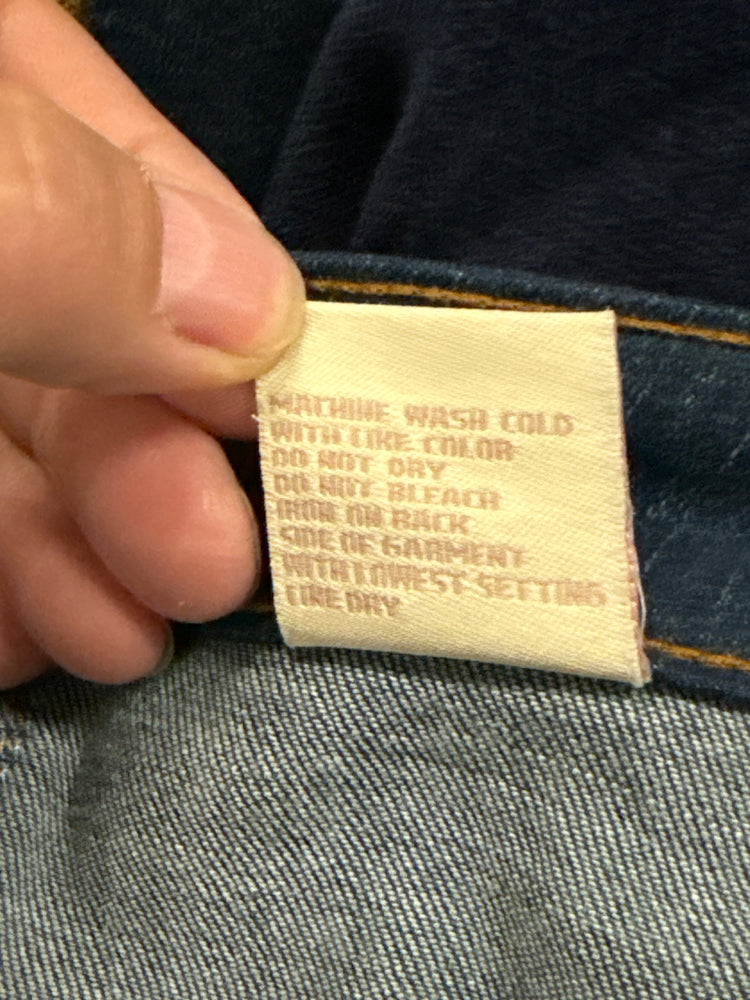 MACHINE WASH COLD
WITH LIKE COLOR
DO NOT DRY
DO NOT BLEACH
IRON ON BACK
SIDE OF GARMENT
WITH LOWEST SETTING
LINE DRY